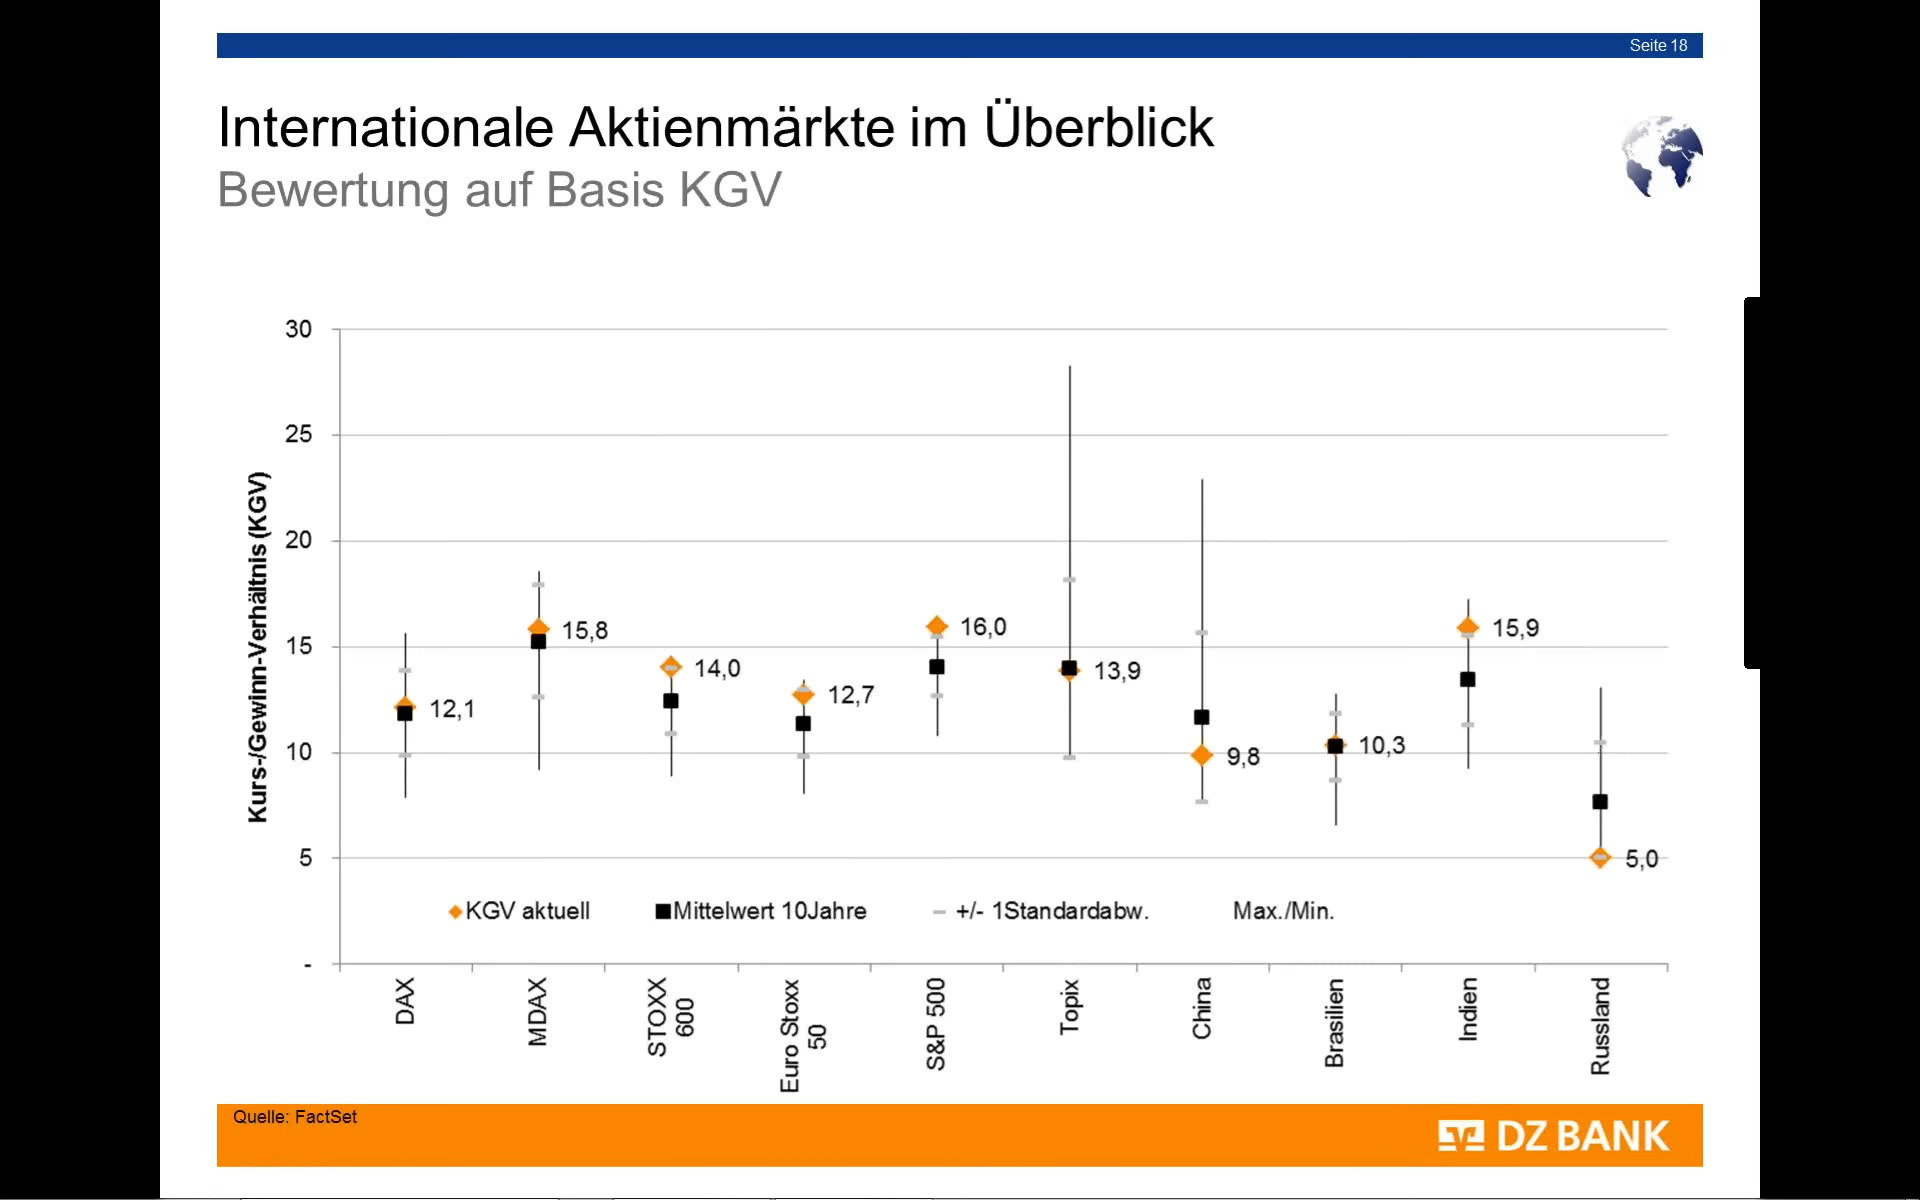 Seite 18
Internationale Aktienmärkte im Überblick
Bewertung auf Basis KGV
Kurs-/Gewinn-Verhältnis (KGV)
30
25
20
15
10
5
-
12,1
15,8
14,0
12,7
16,0
13,9
9,8
10,3
15,9
5,0
KGV aktuell
Mittelwert 10Jahre
+/- 1Standardabw.
Max./Min.
DAX
MDAX
STOXX
600
Euro Stoxx
50
S&P 500
Topix
China
Brasilien
Indien
Russland
Quelle: FactSet
DZ BANK